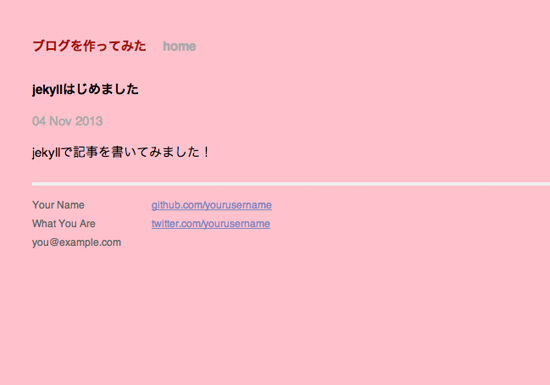 ブログを作ってみた home
jekyllはじめました
04 Nov 2013
jekyllで記事を書いてみました！
Your Name github.com/yourusername
What You Are twitter.com/yourusername
you@example.com